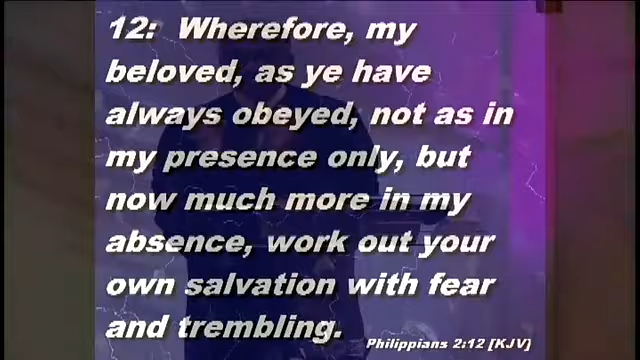 12: Wherefore, my
beloved, as ye have
always obeyed, not as in
my presence only, but
now much more in my
absence, work out your
own salvation with fear
and trembling.
Philippians 2:12 [KJV]